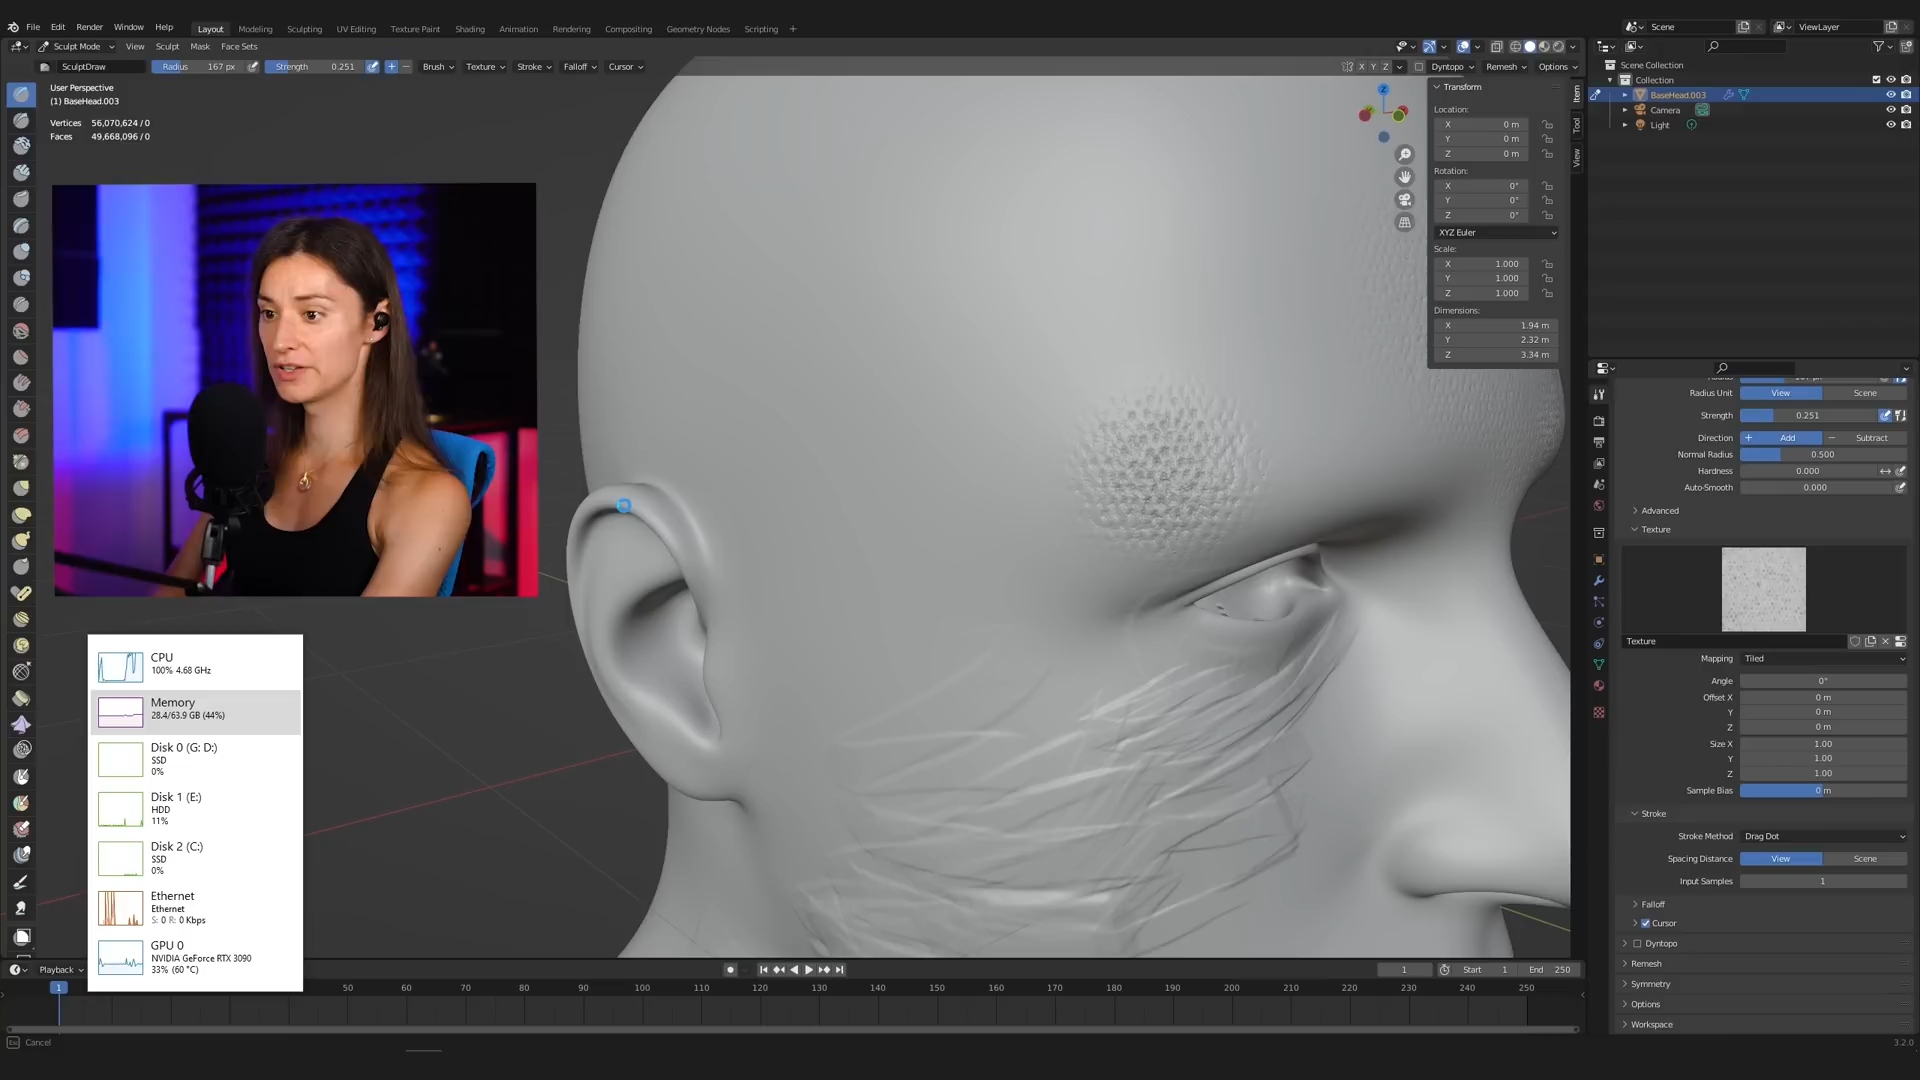 File Edit Render Window Help Layout Modeling Sculpting UV Editing Texture Paint Shading Animation Rendering Compositing Geometry Nodes Scripting + Scene ViewLayer
Sculpt Mode View Sculpt Mask Face Sets
SculptDraw Radius 167 px Strength 0.251 + − Brush Texture Stroke Falloff Cursor X Y Z Dyntopo Remesh Options
User Perspective
(1) BaseHead.003
Vertices 56,070,624 / 0
Faces 49,668,096 / 0
Z
Transform
Location:
X 0 m
Y 0 m
Z 0 m
Rotation:
X 0°
Y 0°
Z 0°
XYZ Euler
Scale:
X 1.000
Y 1.000
Z 1.000
Dimensions:
X 1.94 m
Y 2.32 m
Z 3.34 m
Item
Tool
View
Scene Collection
Collection
BaseHead.003
Camera
Light
Radius Unit View Scene
Strength 0.251
Direction + Add − Subtract
Normal Radius 0.500
Hardness 0.000
Auto-Smooth 0.000
Advanced
Texture
Texture
Mapping Tiled
Angle 0°
Offset X 0 m
Y 0 m
Z 0 m
Size X 1.00
Y 1.00
Z 1.00
Sample Bias 0 m
Stroke
Stroke Method Drag Dot
Spacing Distance View Scene
Input Samples 1
Falloff
Cursor
Dyntopo
Remesh
Symmetry
Options
Workspace
CPU
100% 4.68 GHz
Memory
28.4/63.9 GB (44%)
Disk 0 (G: D:)
SSD
0%
Disk 1 (E:)
HDD
11%
Disk 2 (C:)
SSD
0%
Ethernet
Ethernet
S: 0 R: 0 Kbps
GPU 0
NVIDIA GeForce RTX 3090
33% (60 °C)
Playback 1 Start 1 End 250
1 50 60 70 80 90 100 110 120 130 140 150 160 170 180 190 200 210 220 230 240 250
Esc Cancel 3.2.0